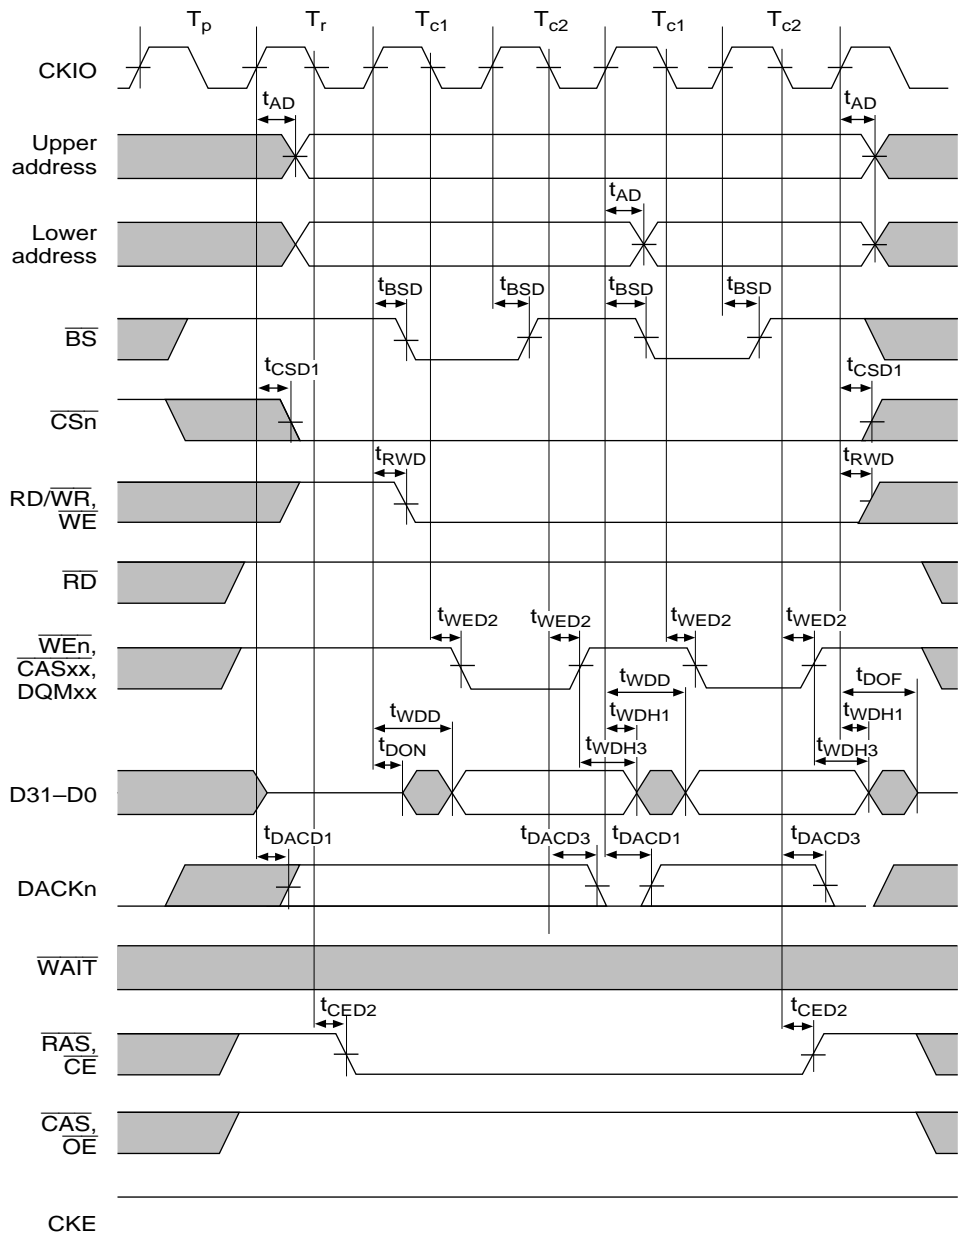 Tp Tr Tc1 Tc2 Tc1 Tc2
CKIO
tAD tAD
Upper
address
tAD
Lower
address
tBSD tBSD tBSD tBSD
BS
tCSD1 tCSD1
CSn
tRWD tRWD
RD/WR,
WE
RD
tWED2 tWED2 tWED2 tWED2
WEn,
CASxx,
DQMxx
tWDD tDOF
tWDD tWDH1 tWDH1
tDON tWDH3 tWDH3
D31–D0
tDACD1 tDACD3 tDACD1 tDACD3
DACKn
WAIT
tCED2 tCED2
RAS,
CE
CAS,
OE
CKE